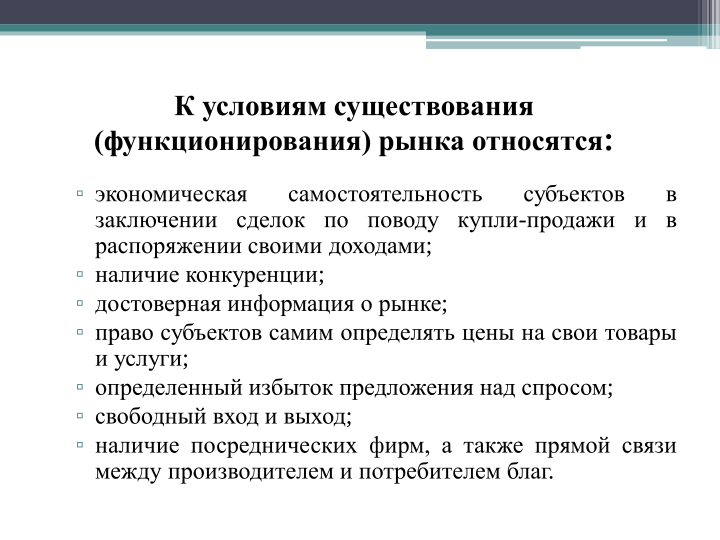 К условиям существования
(функционирования) рынка относятся:
▫ экономическая самостоятельность субъектов в
заключении сделок по поводу купли-продажи и в
распоряжении своими доходами;
▫ наличие конкуренции;
▫ достоверная информация о рынке;
▫ право субъектов самим определять цены на свои товары
и услуги;
▫ определенный избыток предложения над спросом;
▫ свободный вход и выход;
▫ наличие посреднических фирм, а также прямой связи
между производителем и потребителем благ.